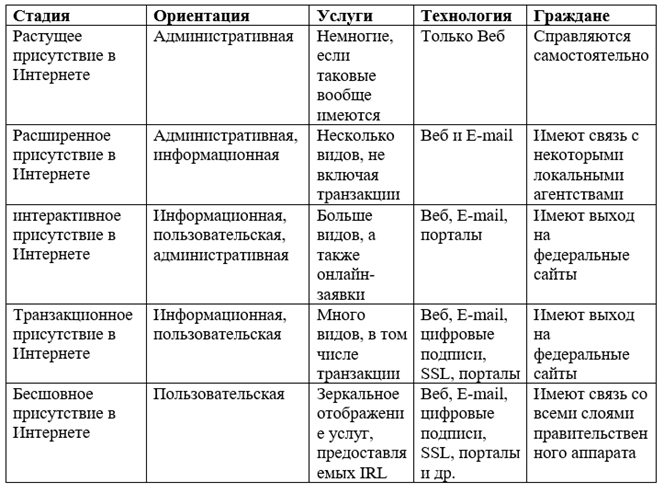 Стадия Ориентация Услуги Технология Граждане
Растущее присутствие в Интернете Административная Немногие, если таковые вообще имеются Только Веб Справляются самостоятельно
Расширенное присутствие в Интернете Административная, информационная Несколько видов, не включая транзакции Веб и E-mail Имеют связь с некоторыми локальными агентствами
интерактивное присутствие в Интернете Информационная, пользовательская, административная Больше видов, а также онлайн-заявки Веб, E-mail, порталы Имеют выход на федеральные сайты
Транзакционное присутствие в Интернете Информационная, пользовательская Много видов, в том числе транзакции Веб, E-mail, цифровые подписи, SSL, порталы Имеют выход на федеральные сайты
Бесшовное присутствие в Интернете Пользовательская Зеркальное отображение услуг, предоставляемых IRL Веб, E-mail, цифровые подписи, SSL, порталы и др. Имеют связь со всеми слоями правительственного аппарата